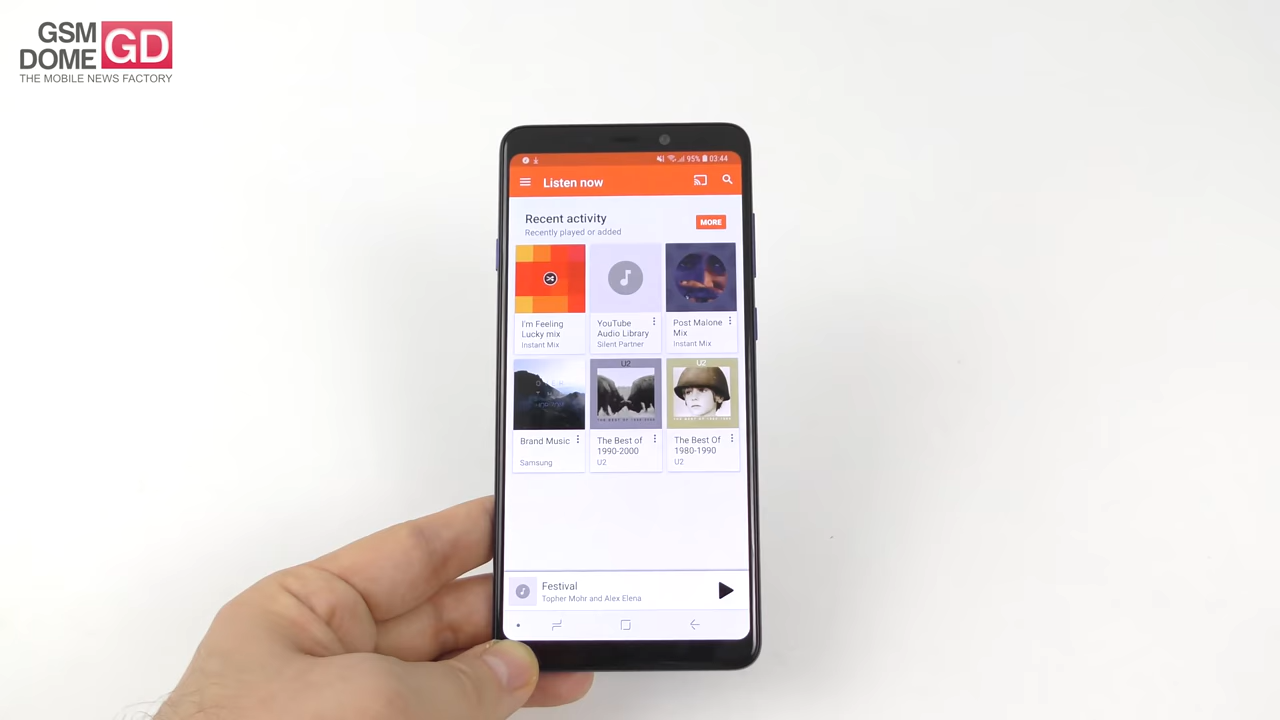 GSM
DOME GD
THE MOBILE NEWS FACTORY
95% 03:44
Listen now
Recent activity
MORE
Recently played or added
I'm Feeling
Lucky mix
Instant Mix
YouTube
Audio Library
Silent Partner
Post Malone
Mix
Instant Mix
U2
U2
Brand Music
Samsung
The Best of
1990-2000
U2
The Best Of
1980-1990
U2
Festival
Topher Mohr and Alex Elena